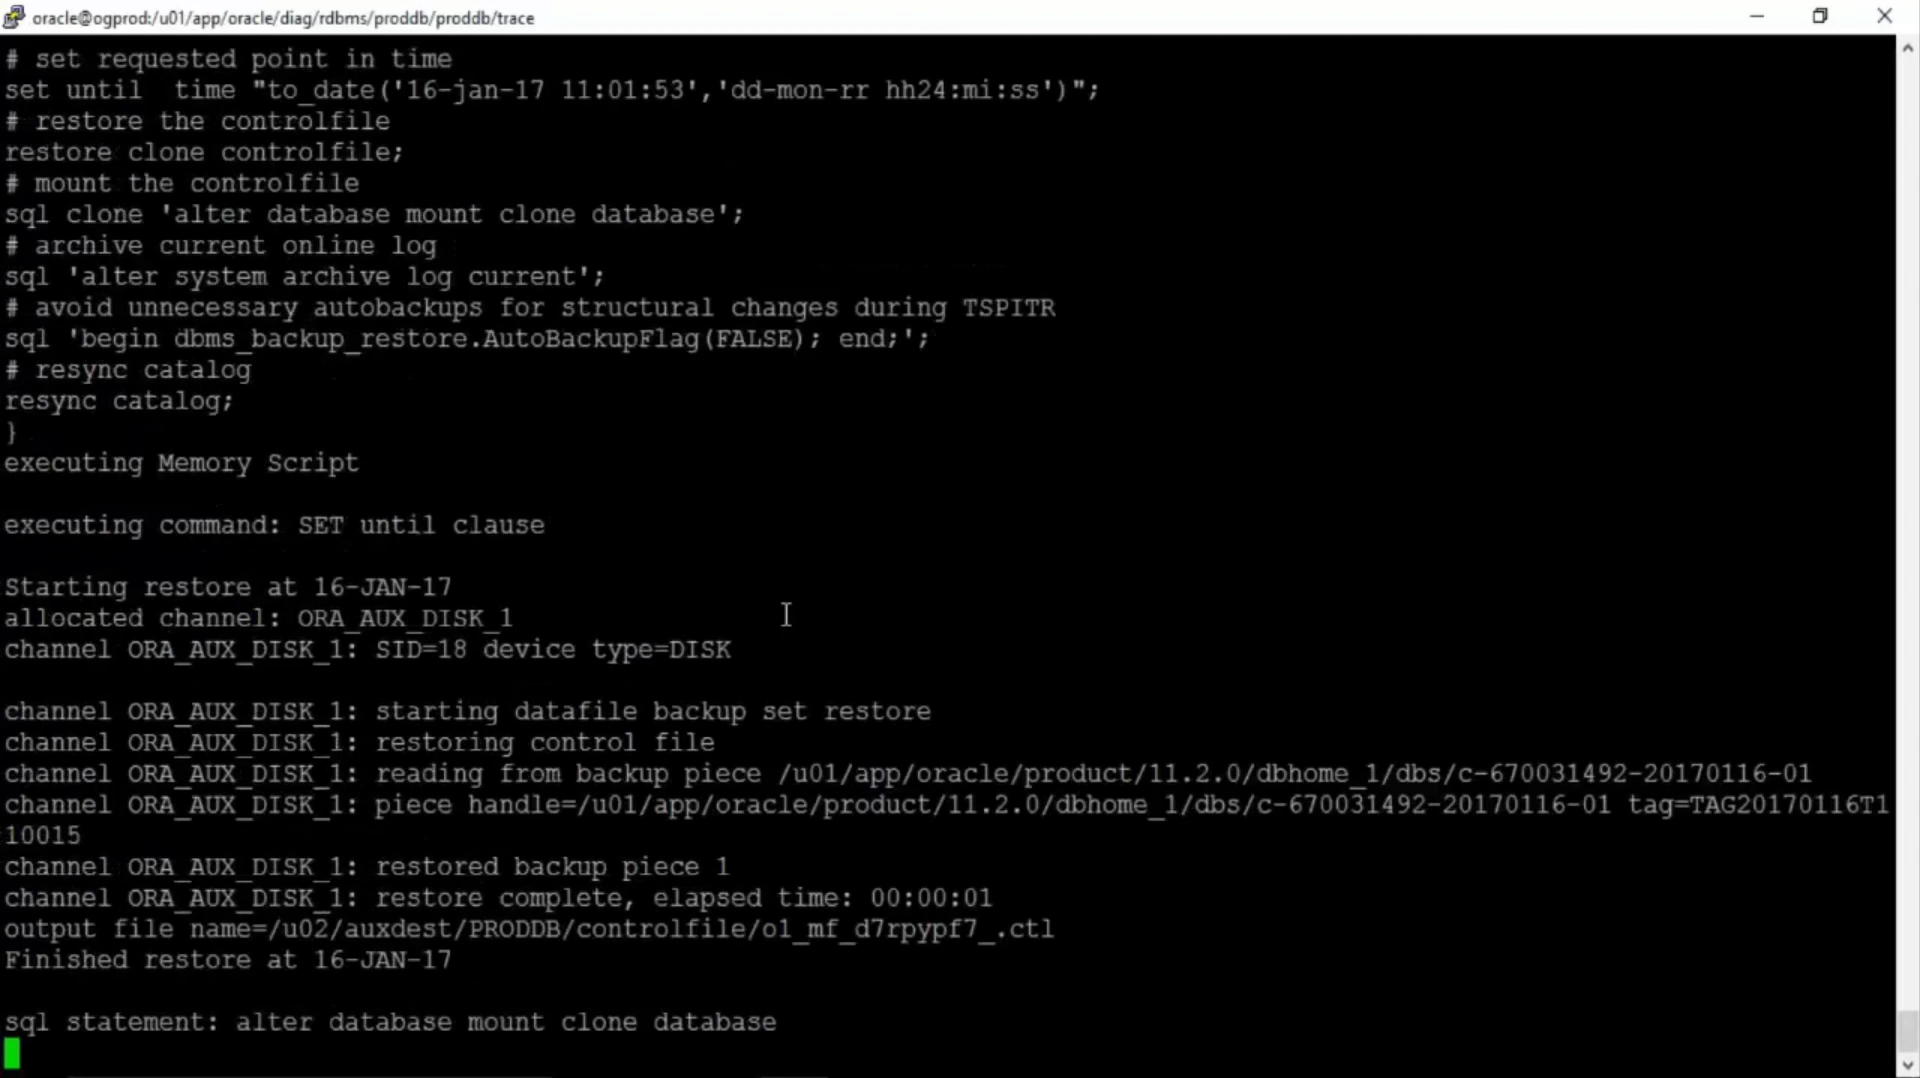 oracle@ogprod:/u01/app/oracle/diag/rdbms/proddb/proddb/trace
# set requested point in time
set until  time "to_date('16-jan-17 11:01:53','dd-mon-rr hh24:mi:ss')";
# restore the controlfile
restore clone controlfile;
# mount the controlfile
sql clone 'alter database mount clone database';
# archive current online log
sql 'alter system archive log current';
# avoid unnecessary autobackups for structural changes during TSPITR
sql 'begin dbms_backup_restore.AutoBackupFlag(FALSE); end;';
# resync catalog
resync catalog;
}
executing Memory Script
executing command: SET until clause
Starting restore at 16-JAN-17
allocated channel: ORA_AUX_DISK_1
channel ORA_AUX_DISK_1: SID=18 device type=DISK
channel ORA_AUX_DISK_1: starting datafile backup set restore
channel ORA_AUX_DISK_1: restoring control file
channel ORA_AUX_DISK_1: reading from backup piece /u01/app/oracle/product/11.2.0/dbhome_1/dbs/c-670031492-20170116-01
channel ORA_AUX_DISK_1: piece handle=/u01/app/oracle/product/11.2.0/dbhome_1/dbs/c-670031492-20170116-01 tag=TAG20170116T1
10015
channel ORA_AUX_DISK_1: restored backup piece 1
channel ORA_AUX_DISK_1: restore complete, elapsed time: 00:00:01
output file name=/u02/auxdest/PRODDB/controlfile/o1_mf_d7rpypf7_.ctl
Finished restore at 16-JAN-17
sql statement: alter database mount clone database